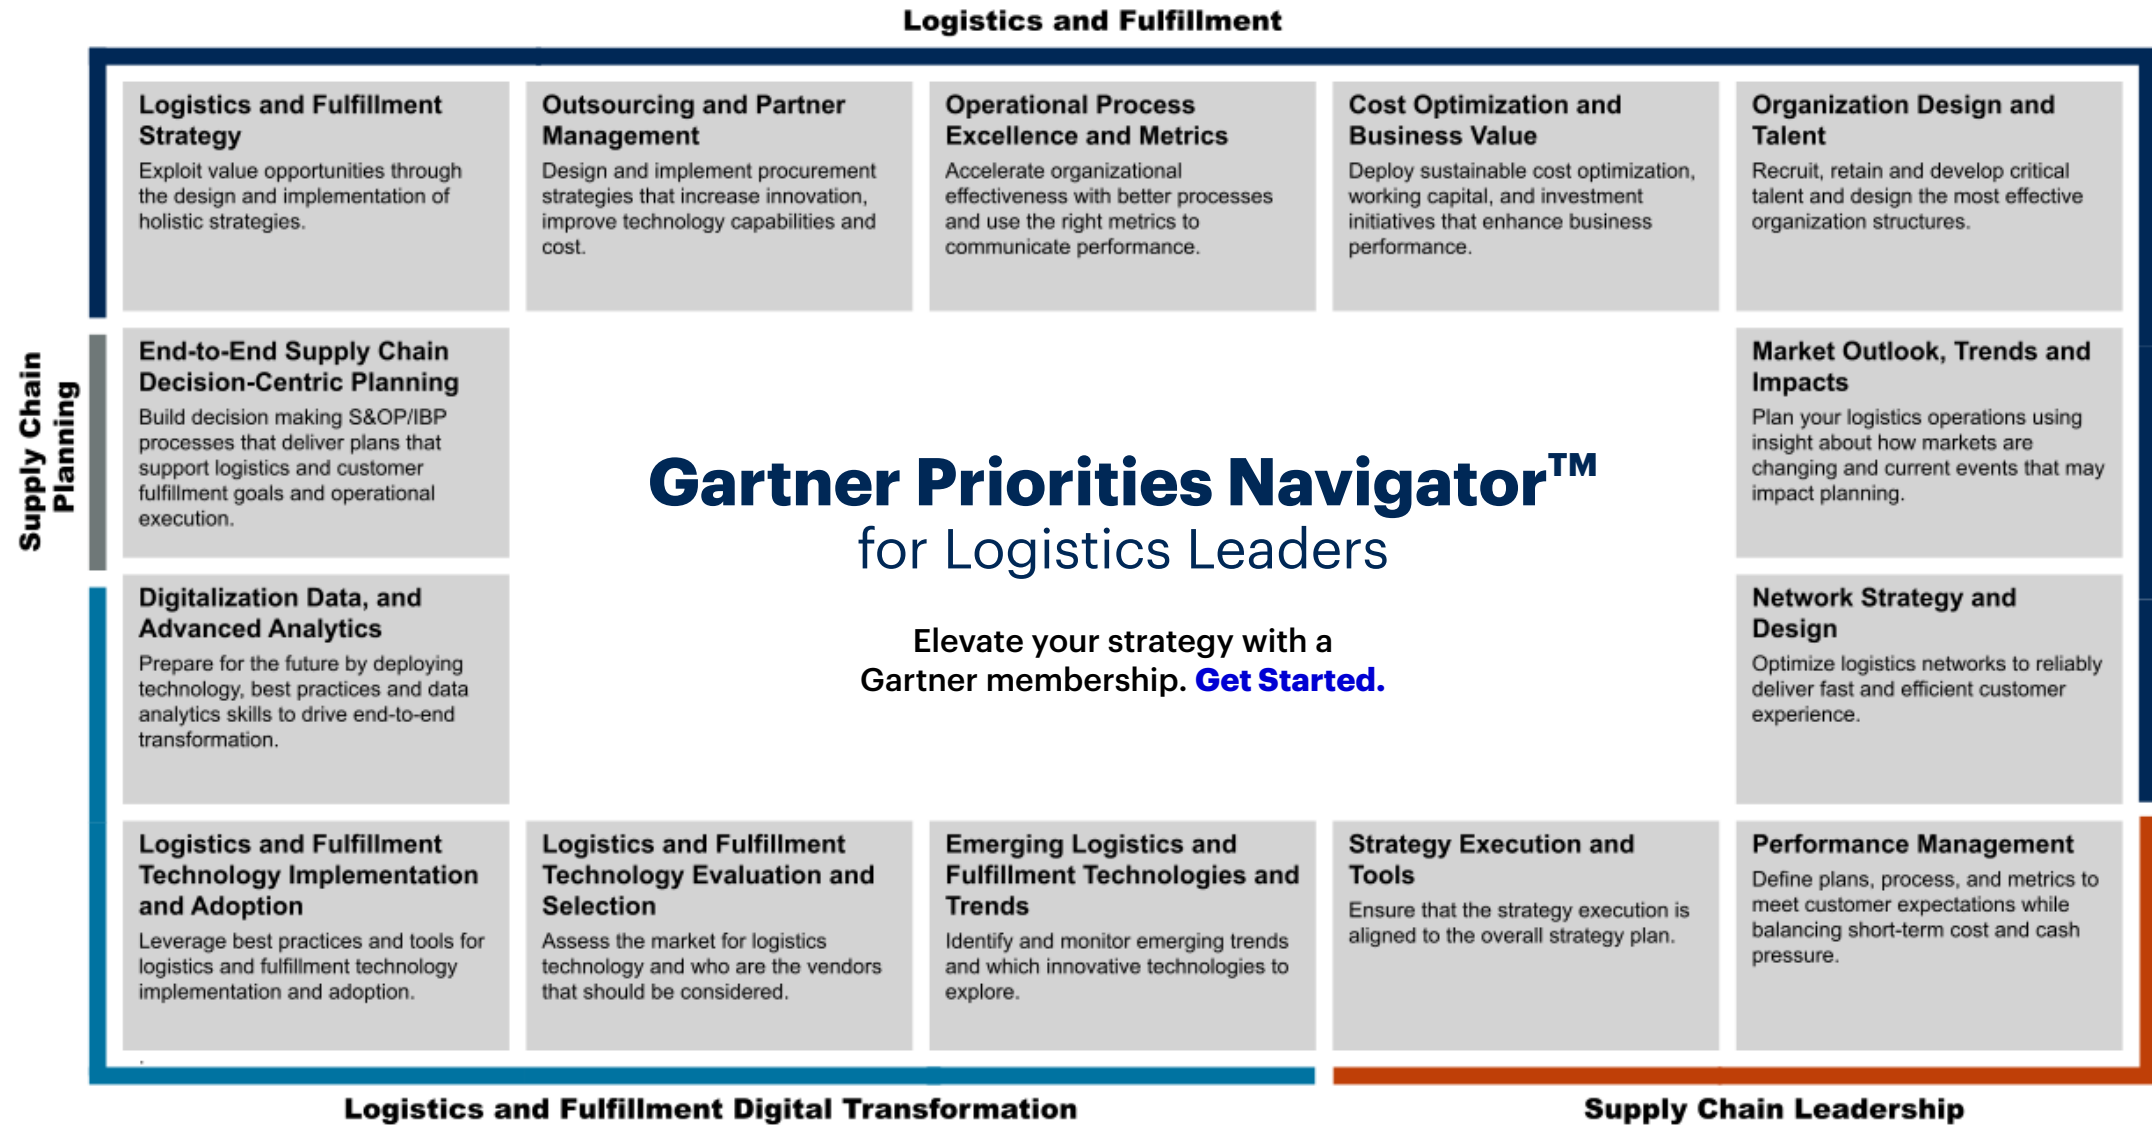 Logistics and Fulfillment
Logistics and Fulfillment
Strategy
Exploit value opportunities through
the design and implementation of
holistic strategies.
Outsourcing and Partner
Management
Design and implement procurement
strategies that increase innovation,
improve technology capabilities and
cost.
Operational Process
Excellence and Metrics
Accelerate organizational
effectiveness with better processes
and use the right metrics to
communicate performance.
Cost Optimization and
Business Value
Deploy sustainable cost optimization,
working capital, and investment
initiatives that enhance business
performance.
Organization Design and
Talent
Recruit, retain and develop critical
talent and design the most effective
organization structures.
Supply Chain
Planning
End-to-End Supply Chain
Decision-Centric Planning
Build decision making S&OP/IBP
processes that deliver plans that
support logistics and customer
fulfillment goals and operational
execution.
Gartner Priorities Navigator™
for Logistics Leaders
Elevate your strategy with a
Gartner membership. Get Started.
Market Outlook, Trends and
Impacts
Plan your logistics operations using
insight about how markets are
changing and current events that may
impact planning.
Digitalization Data, and
Advanced Analytics
Prepare for the future by deploying
technology, best practices and data
analytics skills to drive end-to-end
transformation.
Network Strategy and
Design
Optimize logistics networks to reliably
deliver fast and efficient customer
experience.
Logistics and Fulfillment
Technology Implementation
and Adoption
Leverage best practices and tools for
logistics and fulfillment technology
implementation and adoption.
Logistics and Fulfillment
Technology Evaluation and
Selection
Assess the market for logistics
technology and who are the vendors
that should be considered.
Emerging Logistics and
Fulfillment Technologies and
Trends
Identify and monitor emerging trends
and which innovative technologies to
explore.
Strategy Execution and
Tools
Ensure that the strategy execution is
aligned to the overall strategy plan.
Performance Management
Define plans, process, and metrics to
meet customer expectations while
balancing short-term cost and cash
pressure.
Logistics and Fulfillment Digital Transformation
Supply Chain Leadership